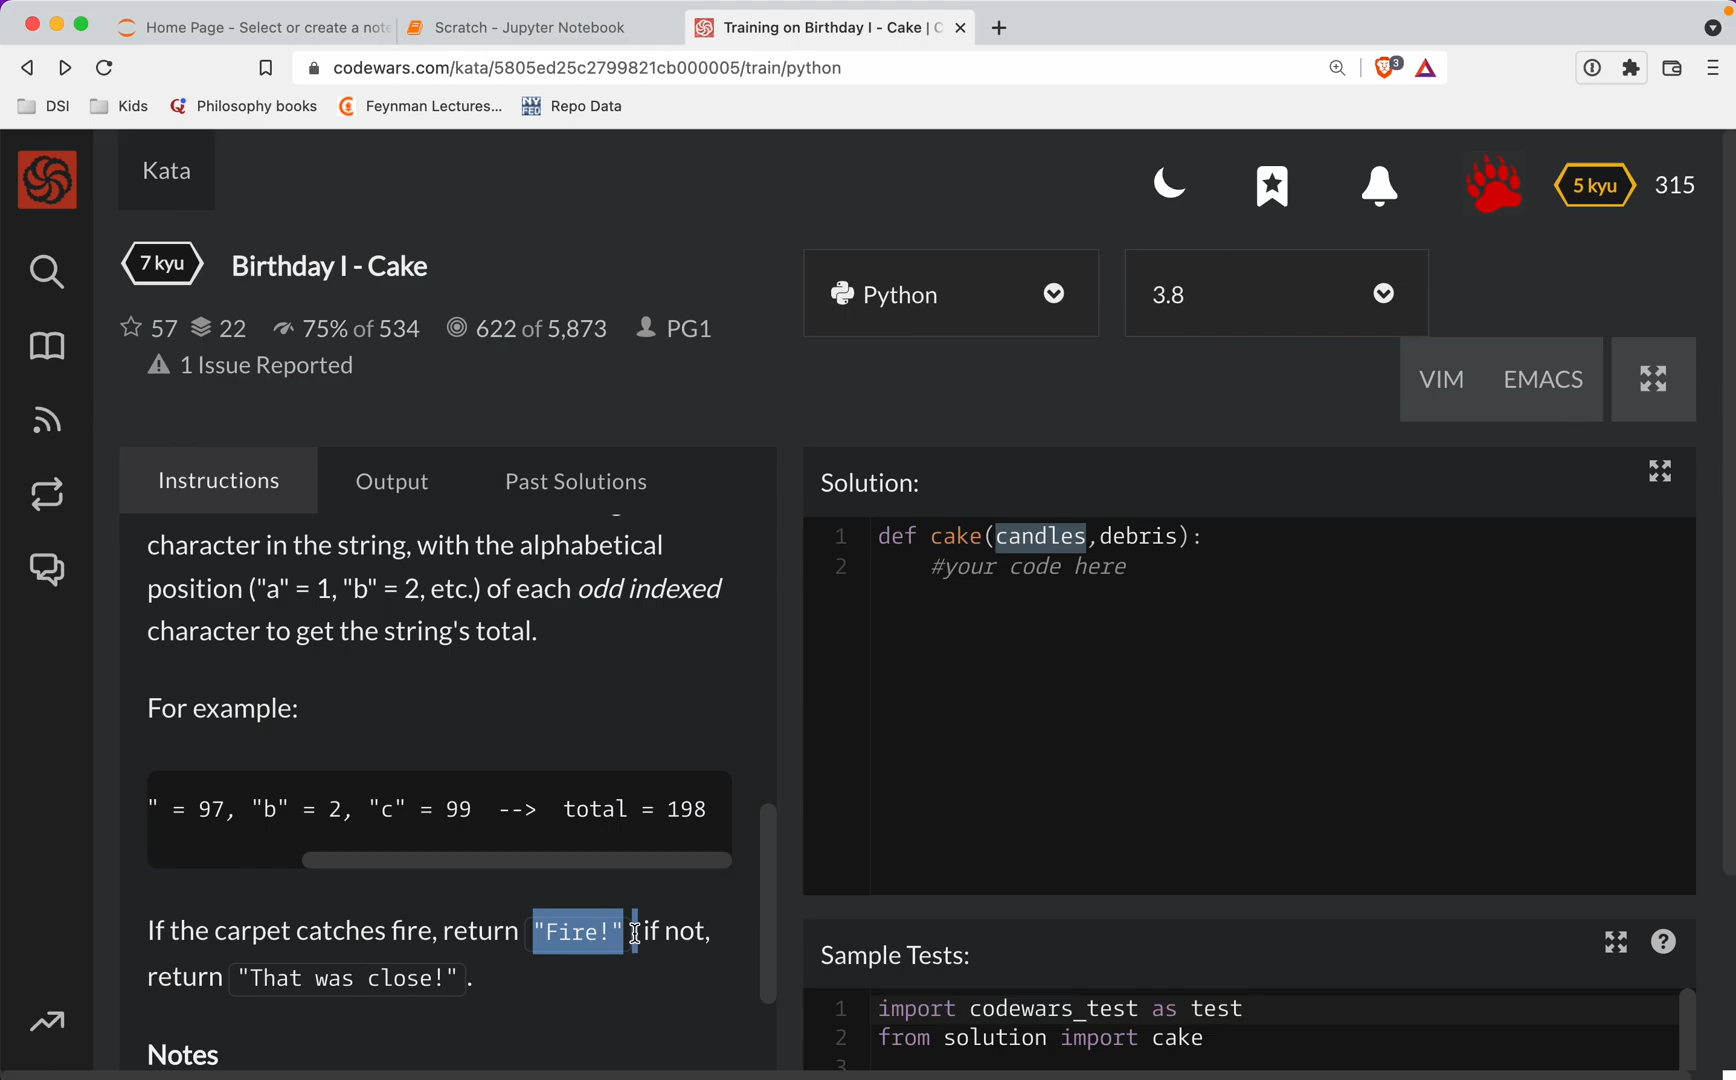 Home Page - Select or create a note
Scratch - Jupyter Notebook
Training on Birthday I - Cake | C
codewars.com/kata/5805ed25c2799821cb000005/train/python
3
DSI
Kids
Philosophy books
Feynman Lectures...
NY FED
Repo Data
Kata
5 kyu
315
7 kyu
Birthday I - Cake
57
22
75% of 534
622 of 5,873
PG1
1 Issue Reported
Python
3.8
VIM
EMACS
Instructions
Output
Past Solutions
character in the string, with the alphabetical
position ("a" = 1, "b" = 2, etc.) of each odd indexed
character to get the string's total.
For example:
" = 97, "b" = 2, "c" = 99  -->  total = 198
If the carpet catches fire, return "Fire!" if not,
return "That was close!".
Notes
Solution:
1 def cake(candles,debris):
2 #your code here
Sample Tests:
1 import codewars_test as test
2 from solution import cake
3